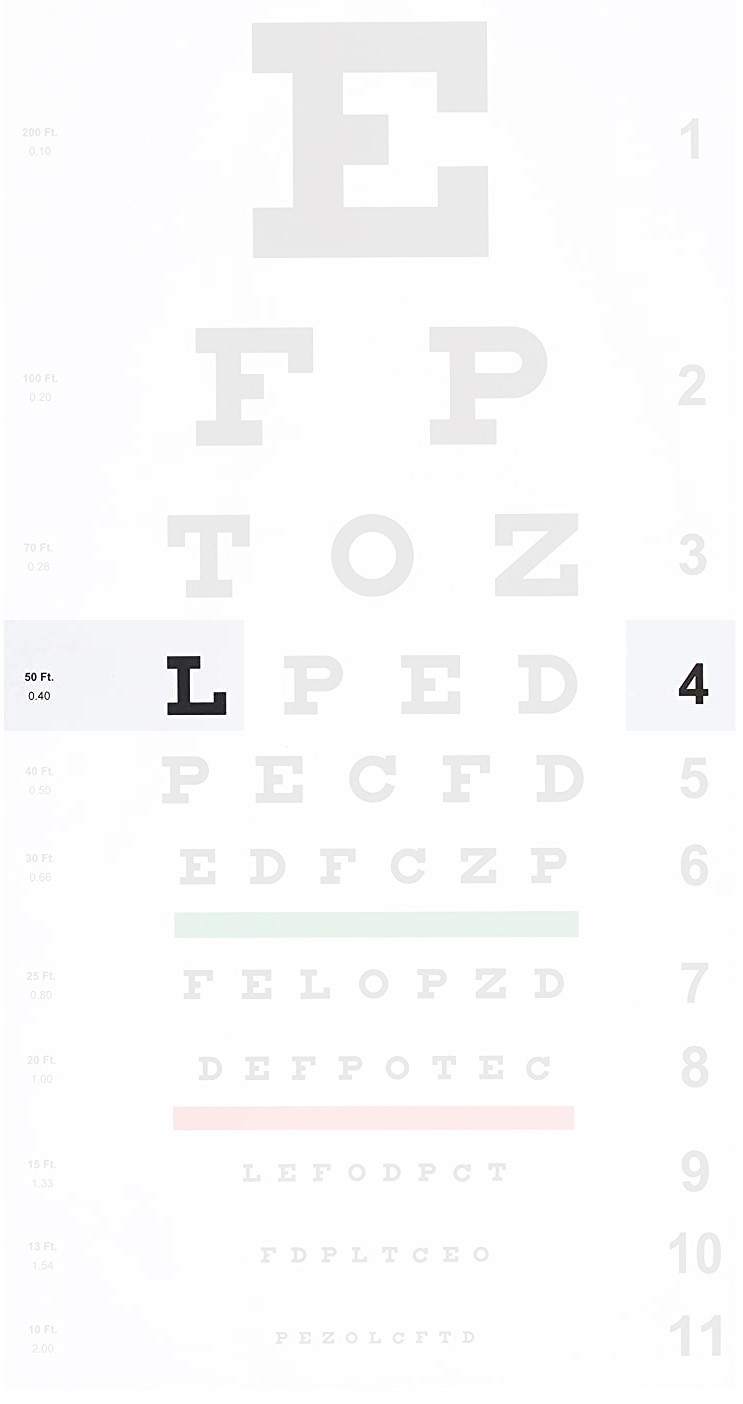 E
200 Ft.
0.10
1
F P
100 Ft.
0.20
2
T O Z
70 Ft.
0.28
3
50 Ft.
0.40
L P E D
4
40 Ft.
0.50
P E C F D
5
30 Ft.
0.66
E D F C Z P
6
25 Ft.
0.80
F E L O P Z D
7
20 Ft.
1.00
D E F P O T E C
8
15 Ft.
1.33
L E F O D P C T
9
13 Ft.
1.54
F D P L T C E O
10
10 Ft.
2.00
P E Z O L C F T D
11